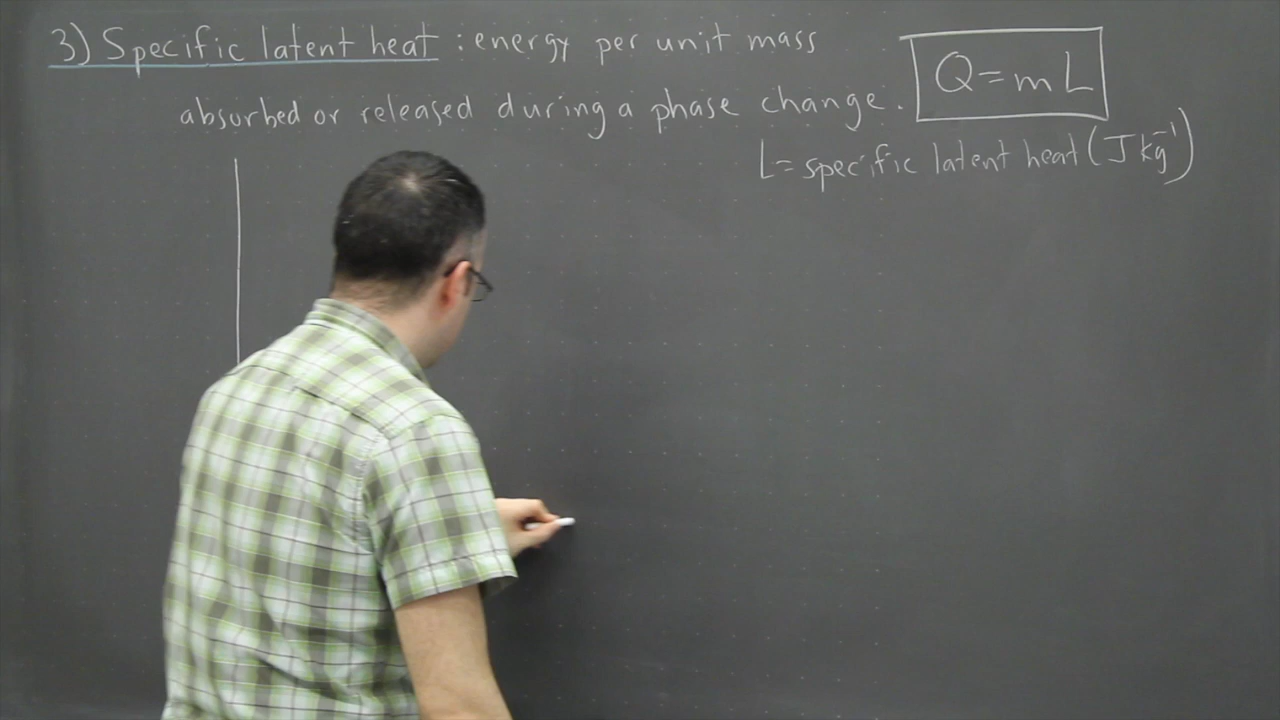 3) Specific latent heat : energy per unit mass
absorbed or released during a phase change.
Q = m L
L = specific latent heat (J kg⁻¹)